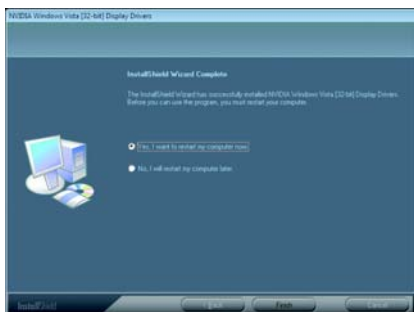 NVIDIA Windows Vista (32-bit) Display Drivers
InstallShield Wizard Complete
The InstallShield Wizard has successfully installed NVIDIA Windows Vista (32-bit) Display Drivers.
Before you can use the program, you must restart your computer.
Yes, I want to restart my computer now.
No, I will restart my computer later.
InstallShield
< Back
Finish
Cancel